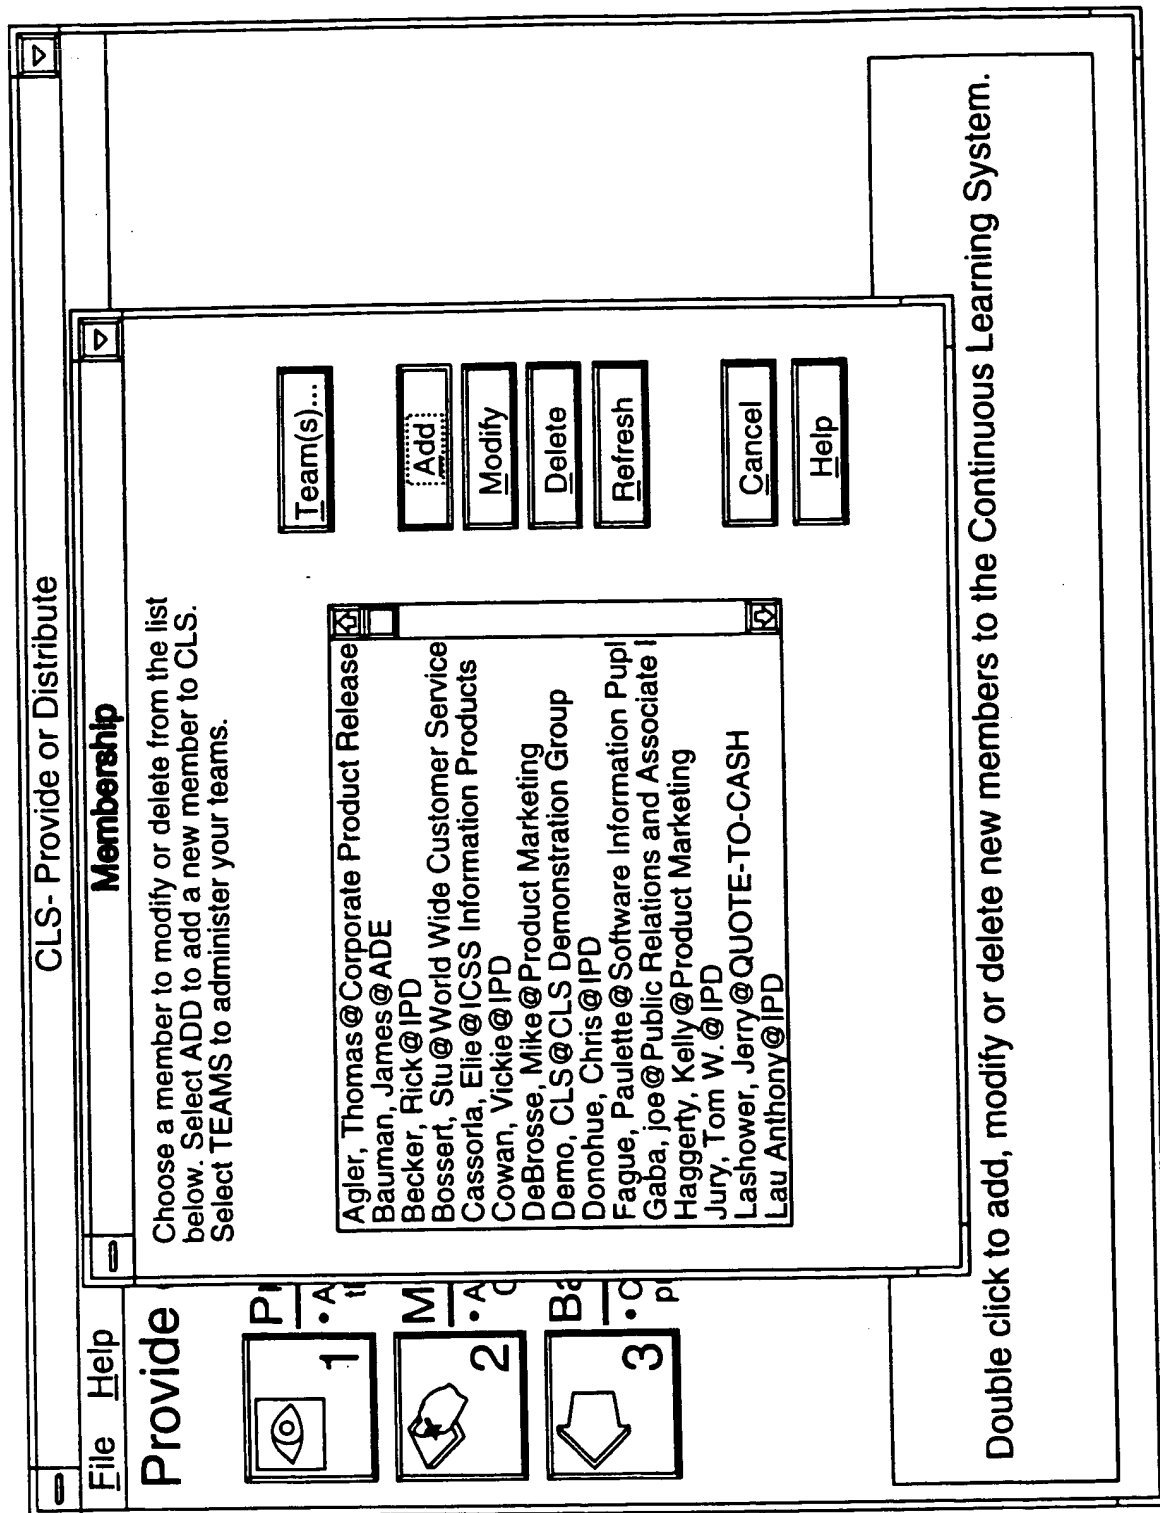 CLS- Provide or Distribute
File Help
Provide
Membership
Choose a member to modify or delete from the list
below. Select ADD to add a new member to CLS.
Select TEAMS to administer your teams.
Agler, Thomas@Corporate Product Release
Bauman, James@ADE
Becker, Rick@IPD
Bossert, Stu@World Wide Customer Service
Cassorla, Elie@ICSS Information Products
Cowan, Vickie@IPD
DeBrosse, Mike@Product Marketing
Demo, CLS@CLS Demonstration Group
Donohue, Chris@IPD
Fague, Paulette@Software Information Pupl
Gaba, joe@Public Relations and Associate
Haggerty, Kelly@Product Marketing
Jury, Tom W.@IPD
Lashower, Jerry@QUOTE-TO-CASH
Lau Anthony@IPD
Team(s)...
Add
Modify
Delete
Refresh
Cancel
Help
1
2
3
Double click to add, modify or delete new members to the Continuous Learning System.